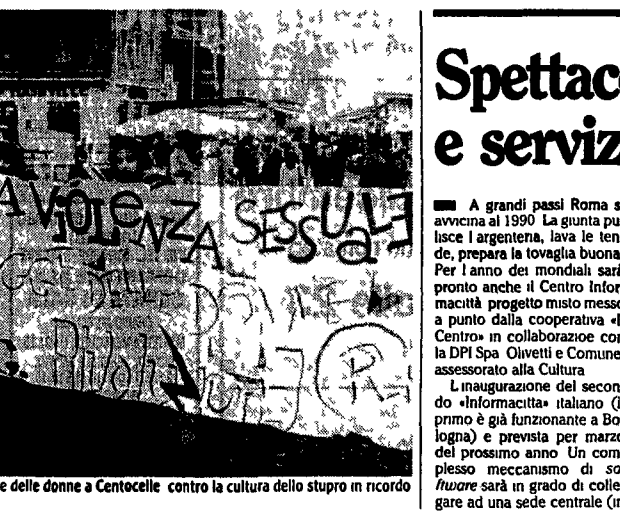 A VIOLENZA SESSUALE
DELLE DONNE
e delle donne a Centocelle contro la cultura dello stupro in ricordo
Spettac
e serviz
A grandi passi Roma s
avvicina al 1990 La giunta pu
lisce l argenteria, lava le ten
de, prepara la tovaglia buona
Per l anno dei mondiali sarà
pronto anche il Centro Infor
macittà progetto misto messo
a punto dalla cooperativa «I
Centro» in collaborazioe con
la DPI Spa Olivetti e Comune
assessorato alla Cultura
L inaugurazione del secon
do «Informacitta» italiano (i
primo è già funzionante a Bo
logna) e prevista per marzo
del prossimo anno Un com
plesso meccanismo di so
ftware sarà in grado di colle
gare ad una sede centrale (in